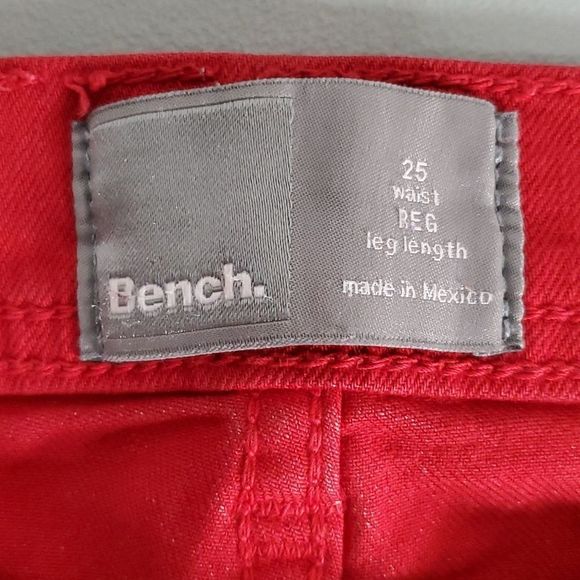 Bench.
25
waist
REG
leg length
made in Mexico